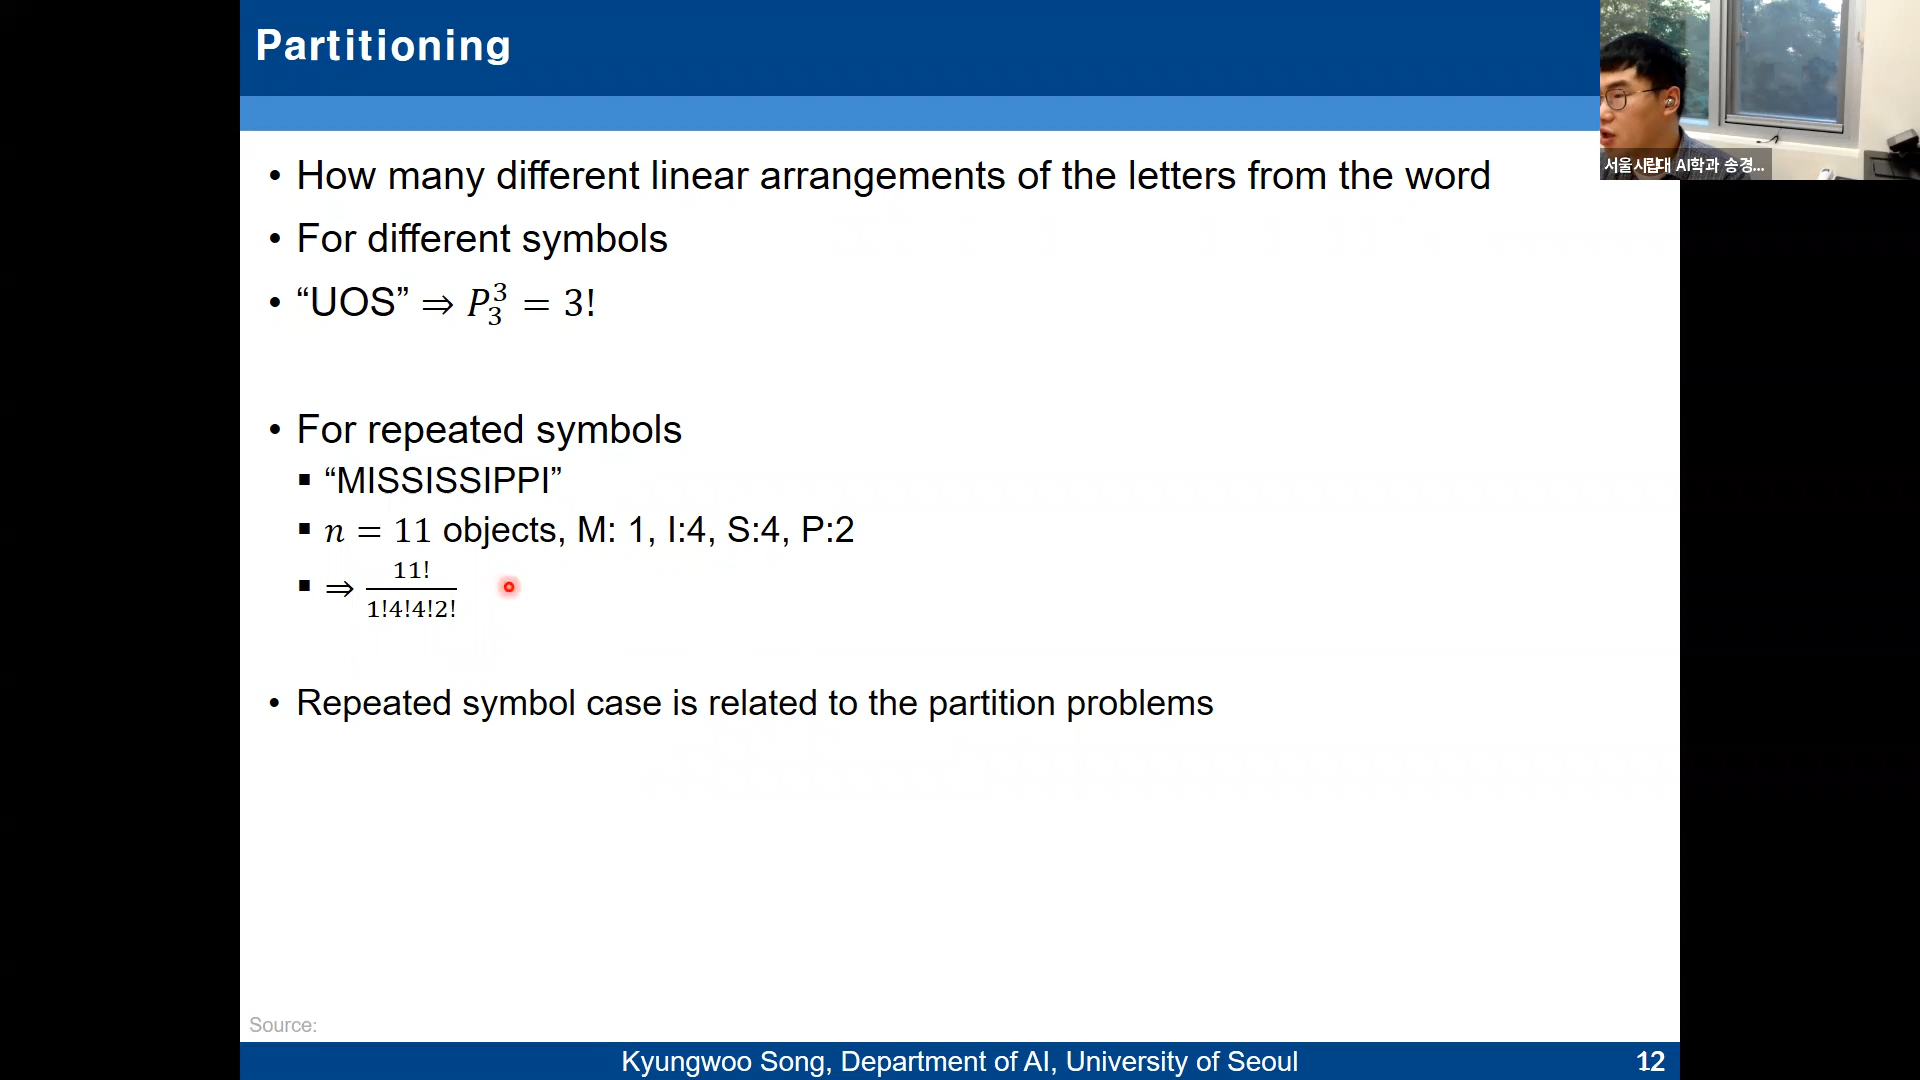 Partitioning
• How many different linear arrangements of the letters from the word
• For different symbols
• “UOS” ⇒ P₃³ = 3!
• For repeated symbols
▪ “MISSISSIPPI”
▪ n = 11 objects, M: 1, I:4, S:4, P:2
▪ ⇒ 11! / 1!4!4!2!
• Repeated symbol case is related to the partition problems
Source:
Kyungwoo Song, Department of AI, University of Seoul
12
서울시립대 AI학과 송경...